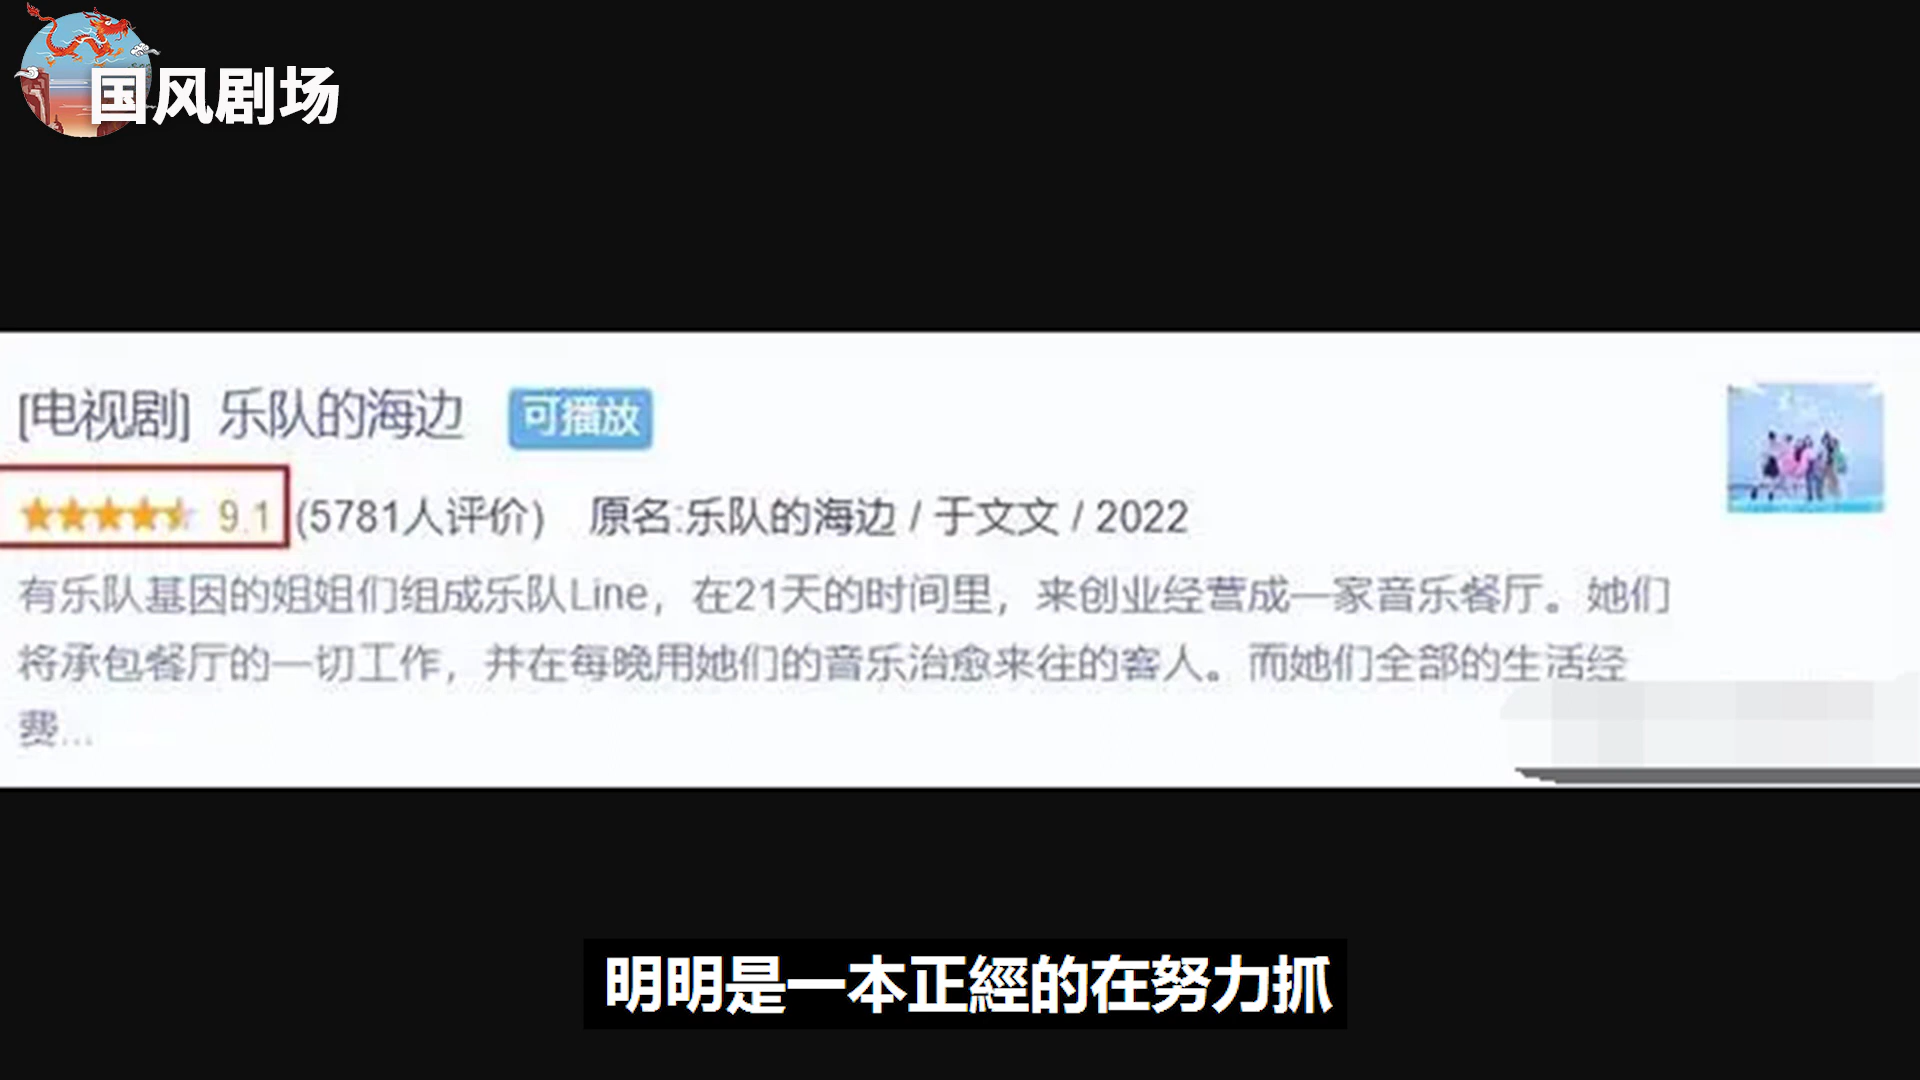 国风剧场
[电视剧] 乐队的海边 可播放
9.1 (5781人评价) 原名:乐队的海边 / 于文文 / 2022
有乐队基因的姐姐们组成乐队Line，在21天的时间里，来创业经营成一家音乐餐厅。她们
将承包餐厅的一切工作，并在每晚用她们的音乐治愈来往的客人。而她们全部的生活经
费...
明明是一本正經的在努力抓